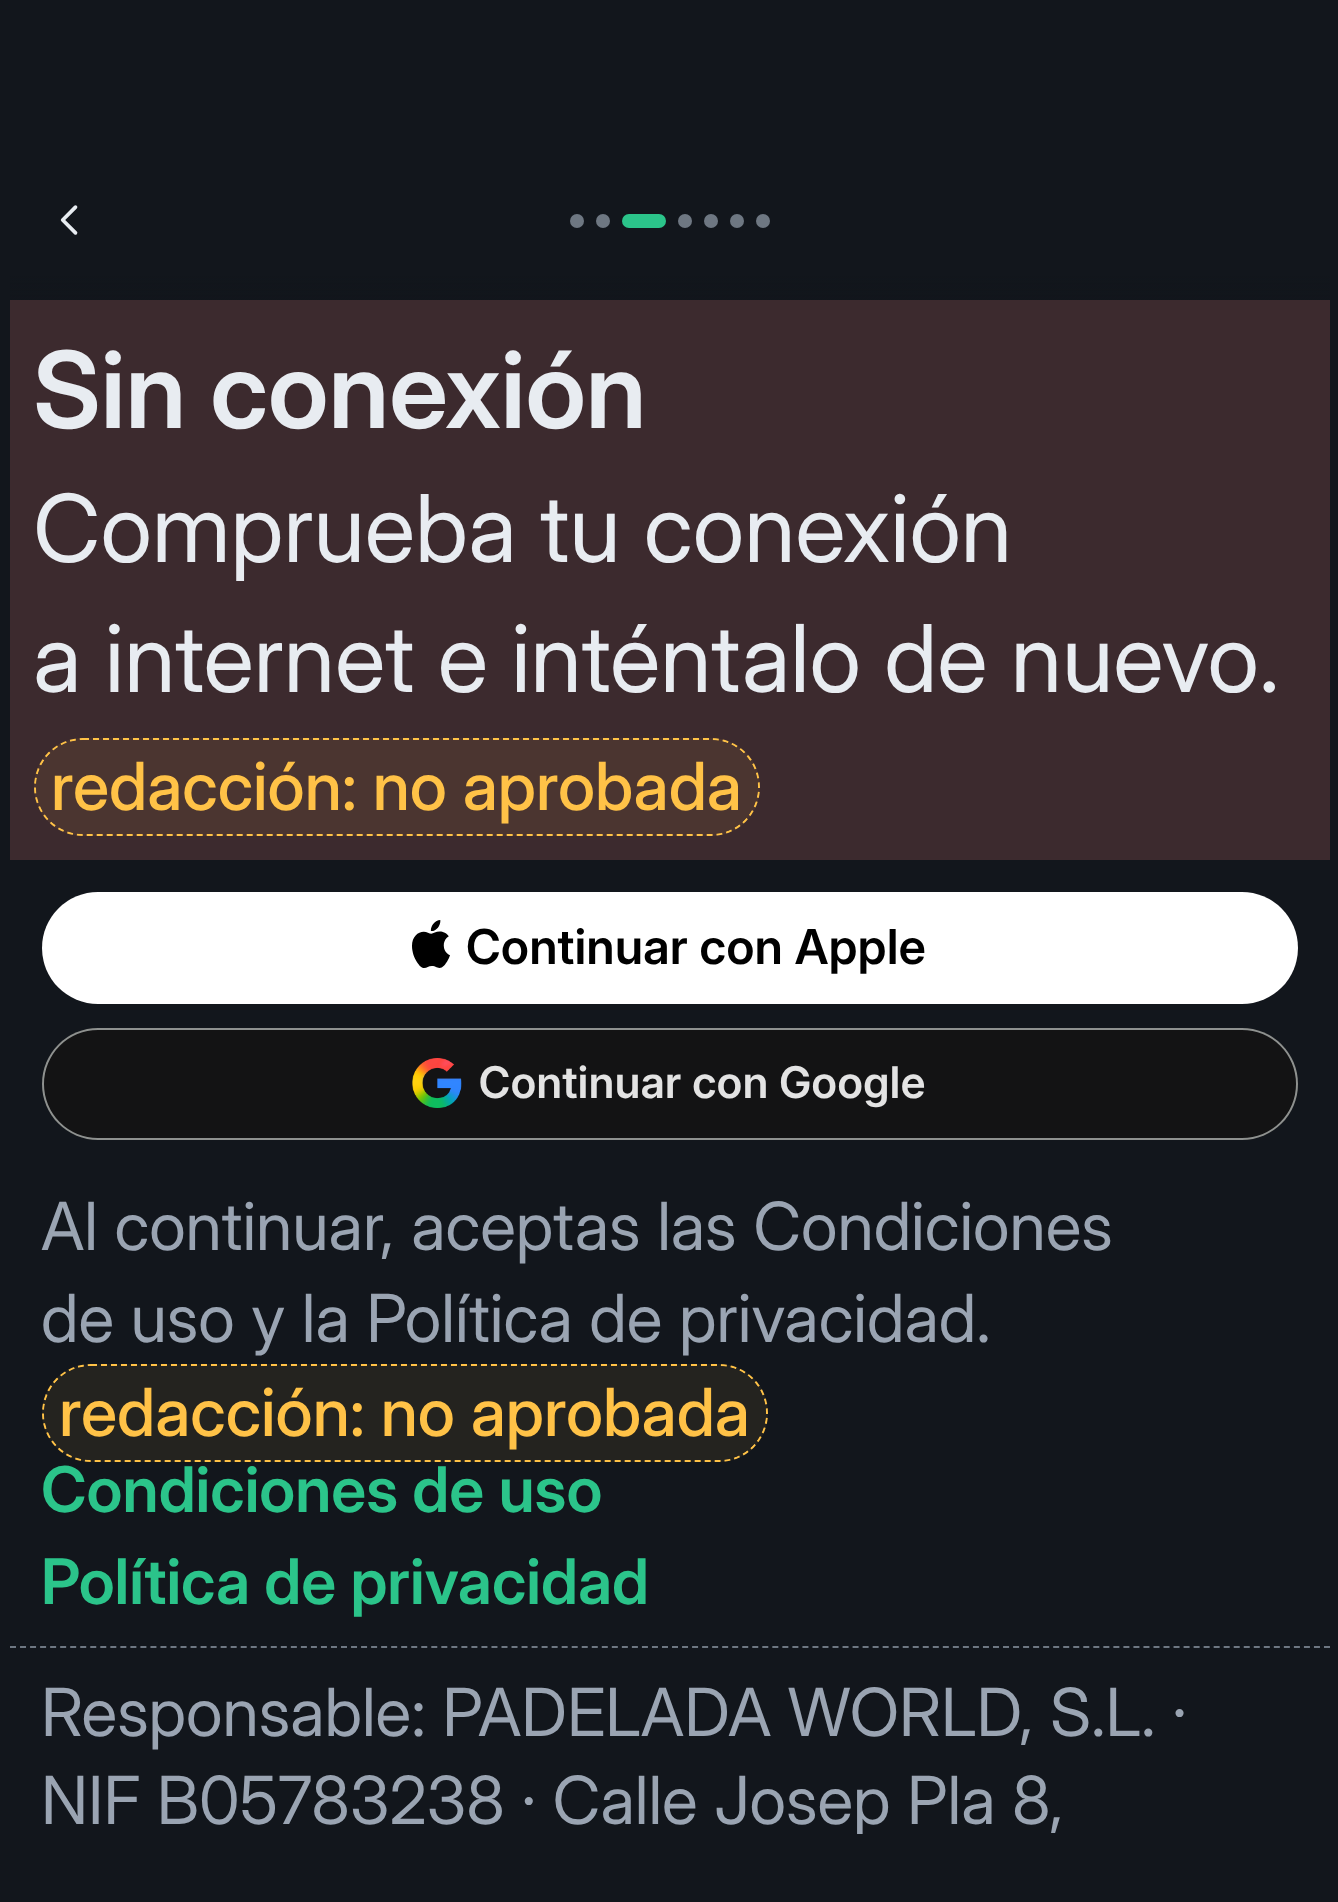 Sin conexión
Comprueba tu conexión
a internet e inténtalo de nuevo.
redacción: no aprobada
Continuar con Apple
Continuar con Google
Al continuar, aceptas las Condiciones
de uso y la Política de privacidad.
redacción: no aprobada
Condiciones de uso
Política de privacidad
Responsable: PADELADA WORLD, S.L. ·
NIF B05783238 · Calle Josep Pla 8,